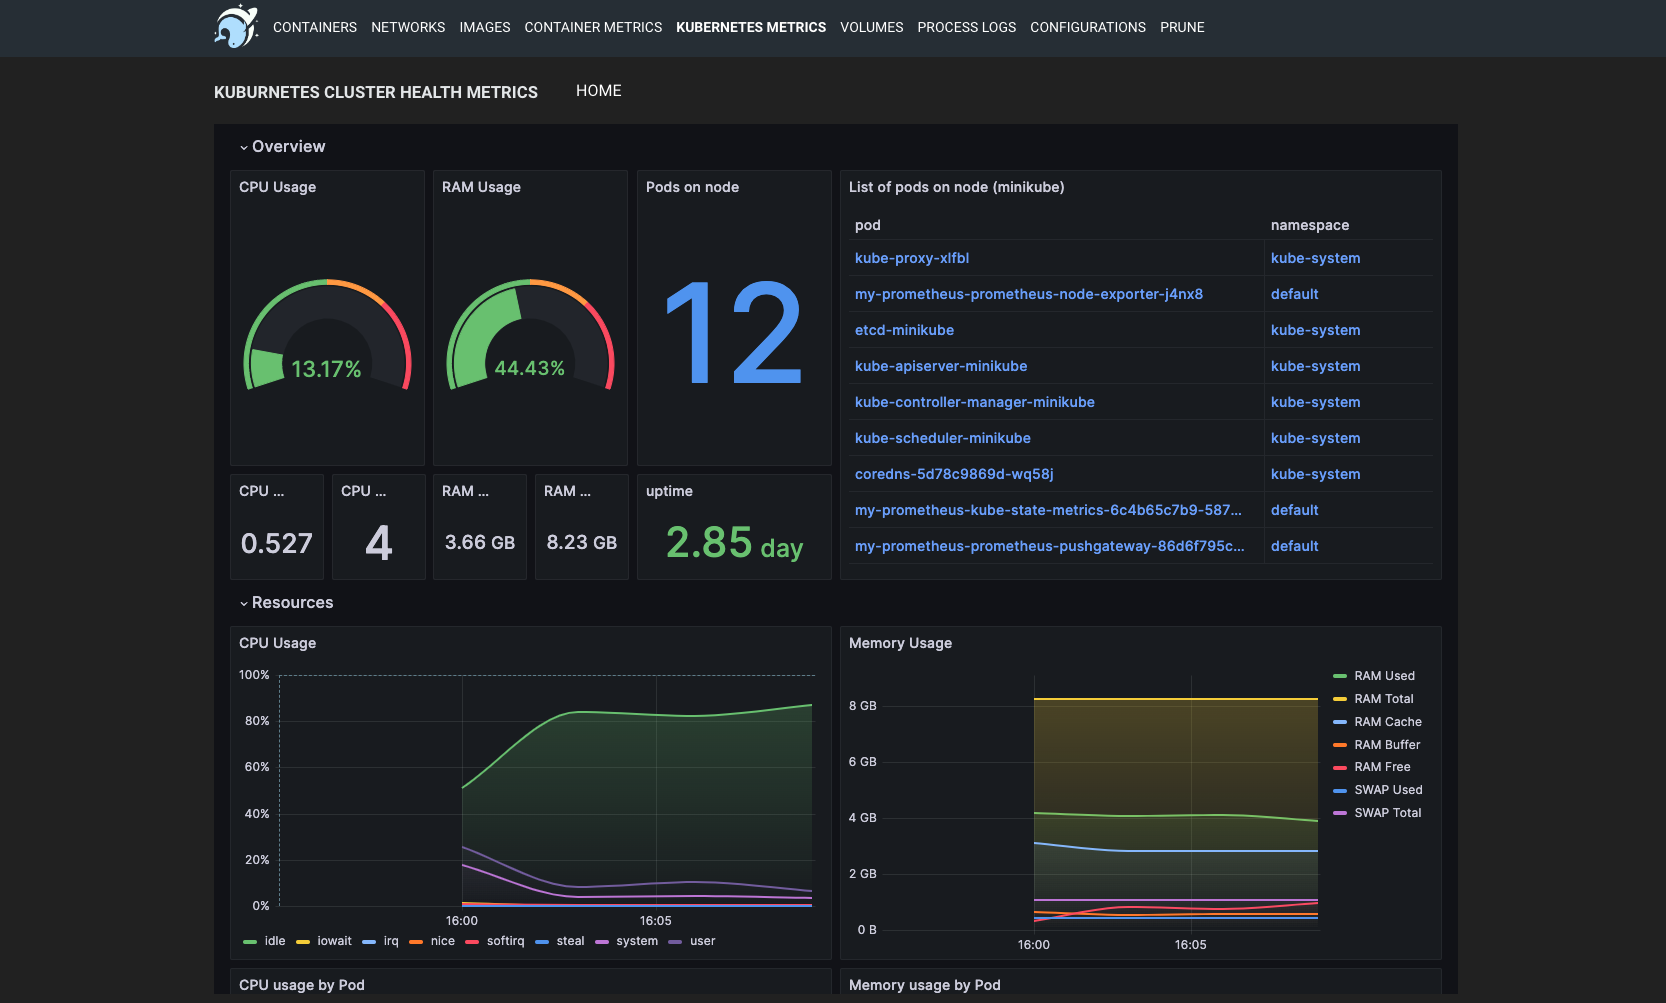 CONTAINERS NETWORKS IMAGES CONTAINER METRICS KUBERNETES METRICS VOLUMES PROCESS LOGS CONFIGURATIONS PRUNE
KUBURNETES CLUSTER HEALTH METRICS HOME
Overview
CPU Usage
13.17%
RAM Usage
44.43%
Pods on node
12
List of pods on node (minikube)
pod namespace
kube-proxy-xlfbl kube-system
my-prometheus-prometheus-node-exporter-j4nx8 default
etcd-minikube kube-system
kube-apiserver-minikube kube-system
kube-controller-manager-minikube kube-system
kube-scheduler-minikube kube-system
coredns-5d78c9869d-wq58j kube-system
my-prometheus-kube-state-metrics-6c4b65c7b9-587... default
my-prometheus-prometheus-pushgateway-86d6f795c... default
CPU ...
0.527
CPU ...
4
RAM ...
3.66 GB
RAM ...
8.23 GB
uptime
2.85 day
Resources
CPU Usage
100%
80%
60%
40%
20%
0%
16:00 16:05
idle iowait irq nice softirq steal system user
Memory Usage
8 GB
6 GB
4 GB
2 GB
0 B
16:00 16:05
RAM Used
RAM Total
RAM Cache
RAM Buffer
RAM Free
SWAP Used
SWAP Total
CPU usage by Pod
Memory usage by Pod